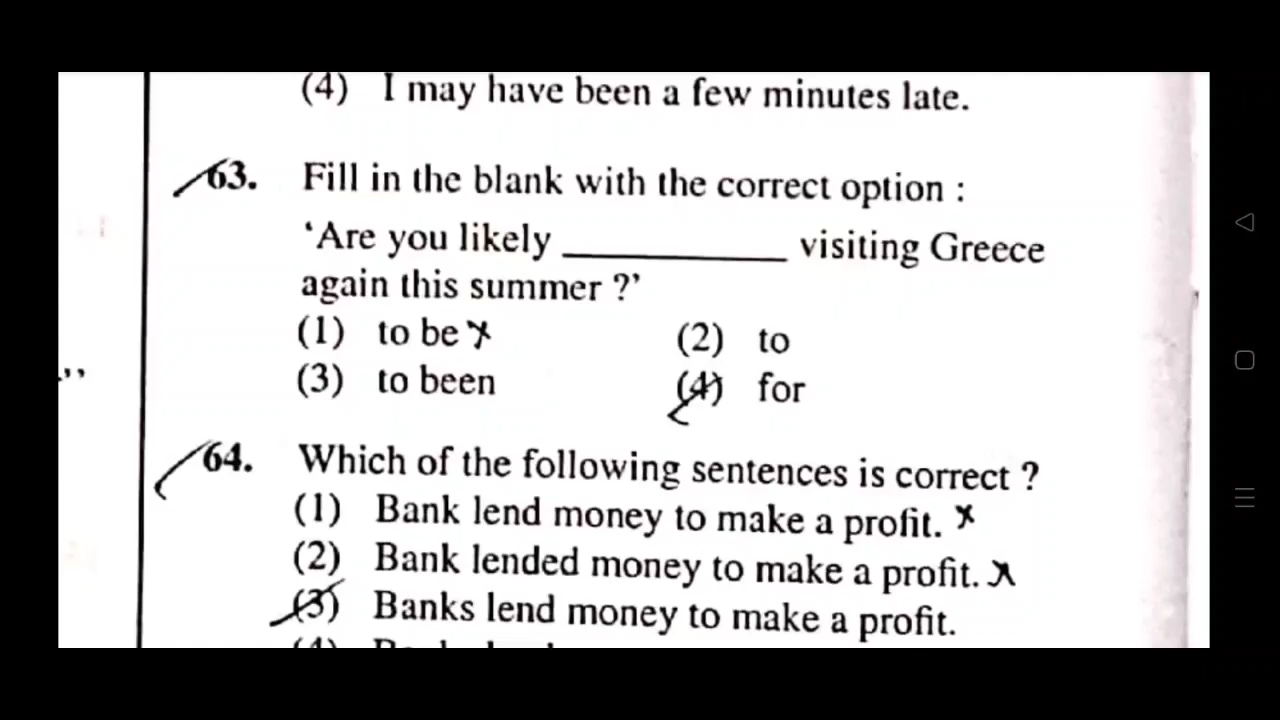 (4) I may have been a few minutes late.
63. Fill in the blank with the correct option :
‘Are you likely ____________ visiting Greece
again this summer ?’
(1) to be x (2) to
(3) to been (4) for
.”
64. Which of the following sentences is correct ?
(1) Bank lend money to make a profit. x
(2) Bank lended money to make a profit. x
(3) Banks lend money to make a profit.